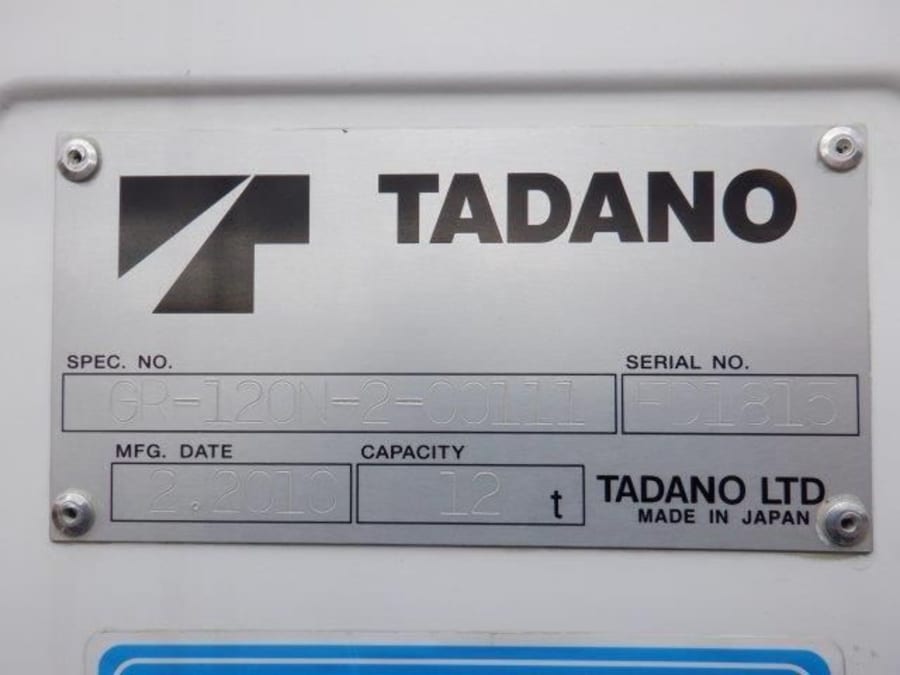 TADANO
SPEC. NO.
SERIAL NO.
GR-120N-2-00111
FC1815
MFG. DATE
CAPACITY
2.2010
12 t
TADANO LTD
MADE IN JAPAN